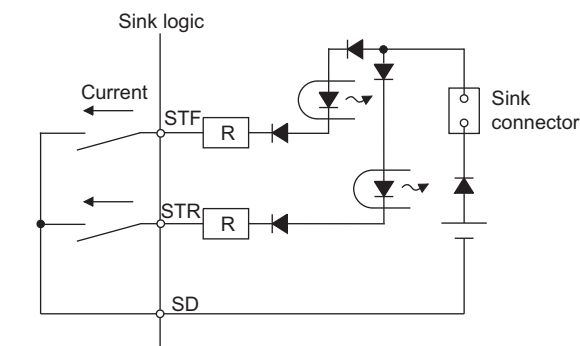 Sink logic
Current
STF
R
Sink
connector
STR
R
SD